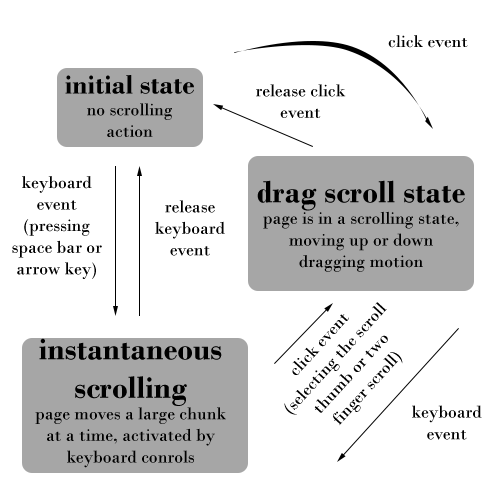 click event
initial state
no scrolling
action
release click
event
drag scroll state
page is in a scrolling state,
moving up or down
dragging motion
keyboard
event
(pressing
space bar or
arrow key)
release
keyboard
event
instantaneous
scrolling
page moves a large chunk
at a time, activated by
keyboard conrols
click event
(selecting the scroll
thumb or two
finger scroll)
keyboard
event